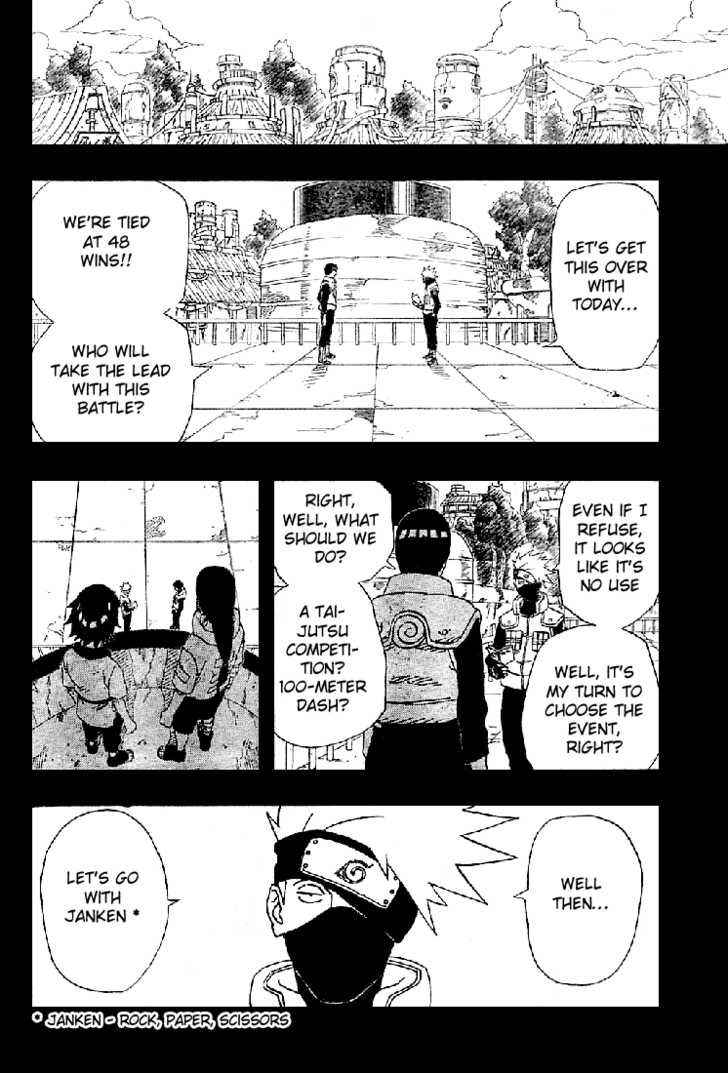 LET'S GET
THIS OVER
WITH
TODAY...
WE'RE TIED
AT 48
WINS!!
WHO WILL
TAKE THE LEAD
WITH THIS
BATTLE?
EVEN IF I
REFUSE,
IT LOOKS
LIKE IT'S
NO USE
WELL, IT'S
MY TURN TO
CHOOSE THE
EVENT,
RIGHT?
RIGHT,
WELL, WHAT
SHOULD WE
DO?
A TAI-
JUTSU
COMPETI-
TION?
100-METER
DASH?
WELL
THEN...
LET'S GO
WITH
JANKEN *
* JANKEN - ROCK, PAPER, SCISSORS